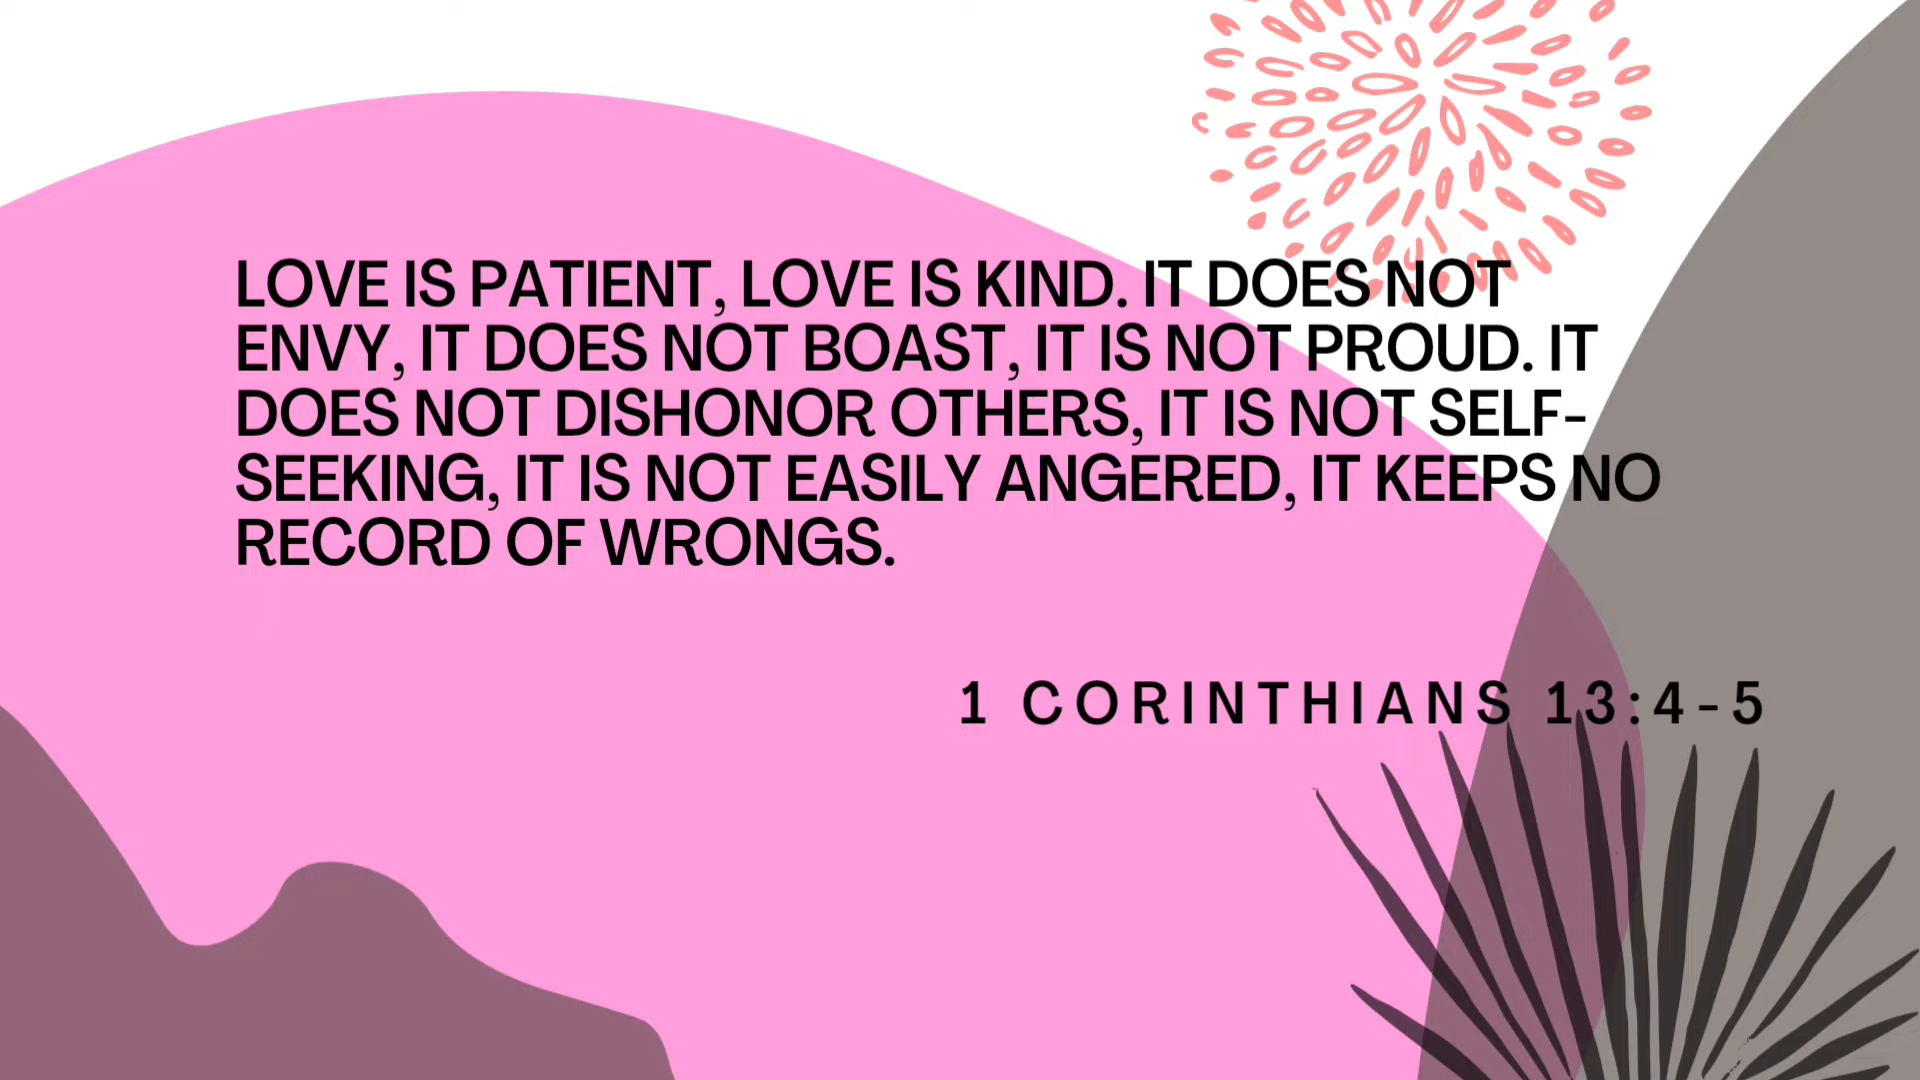 LOVE IS PATIENT, LOVE IS KIND. IT DOES NOT
ENVY, IT DOES NOT BOAST, IT IS NOT PROUD. IT
DOES NOT DISHONOR OTHERS, IT IS NOT SELF-
SEEKING, IT IS NOT EASILY ANGERED, IT KEEPS NO
RECORD OF WRONGS.
1 CORINTHIANS 13:4-5